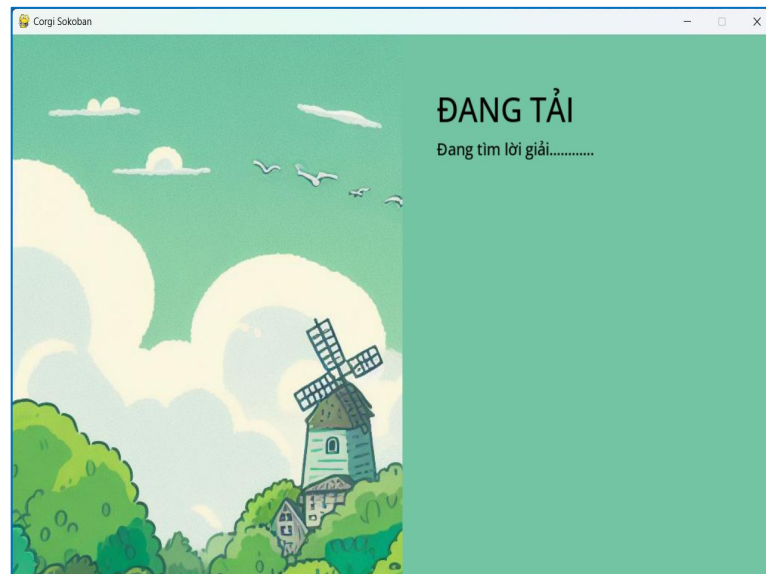 Corgi Sokoban
ĐANG TẢI
Đang tìm lời giải............